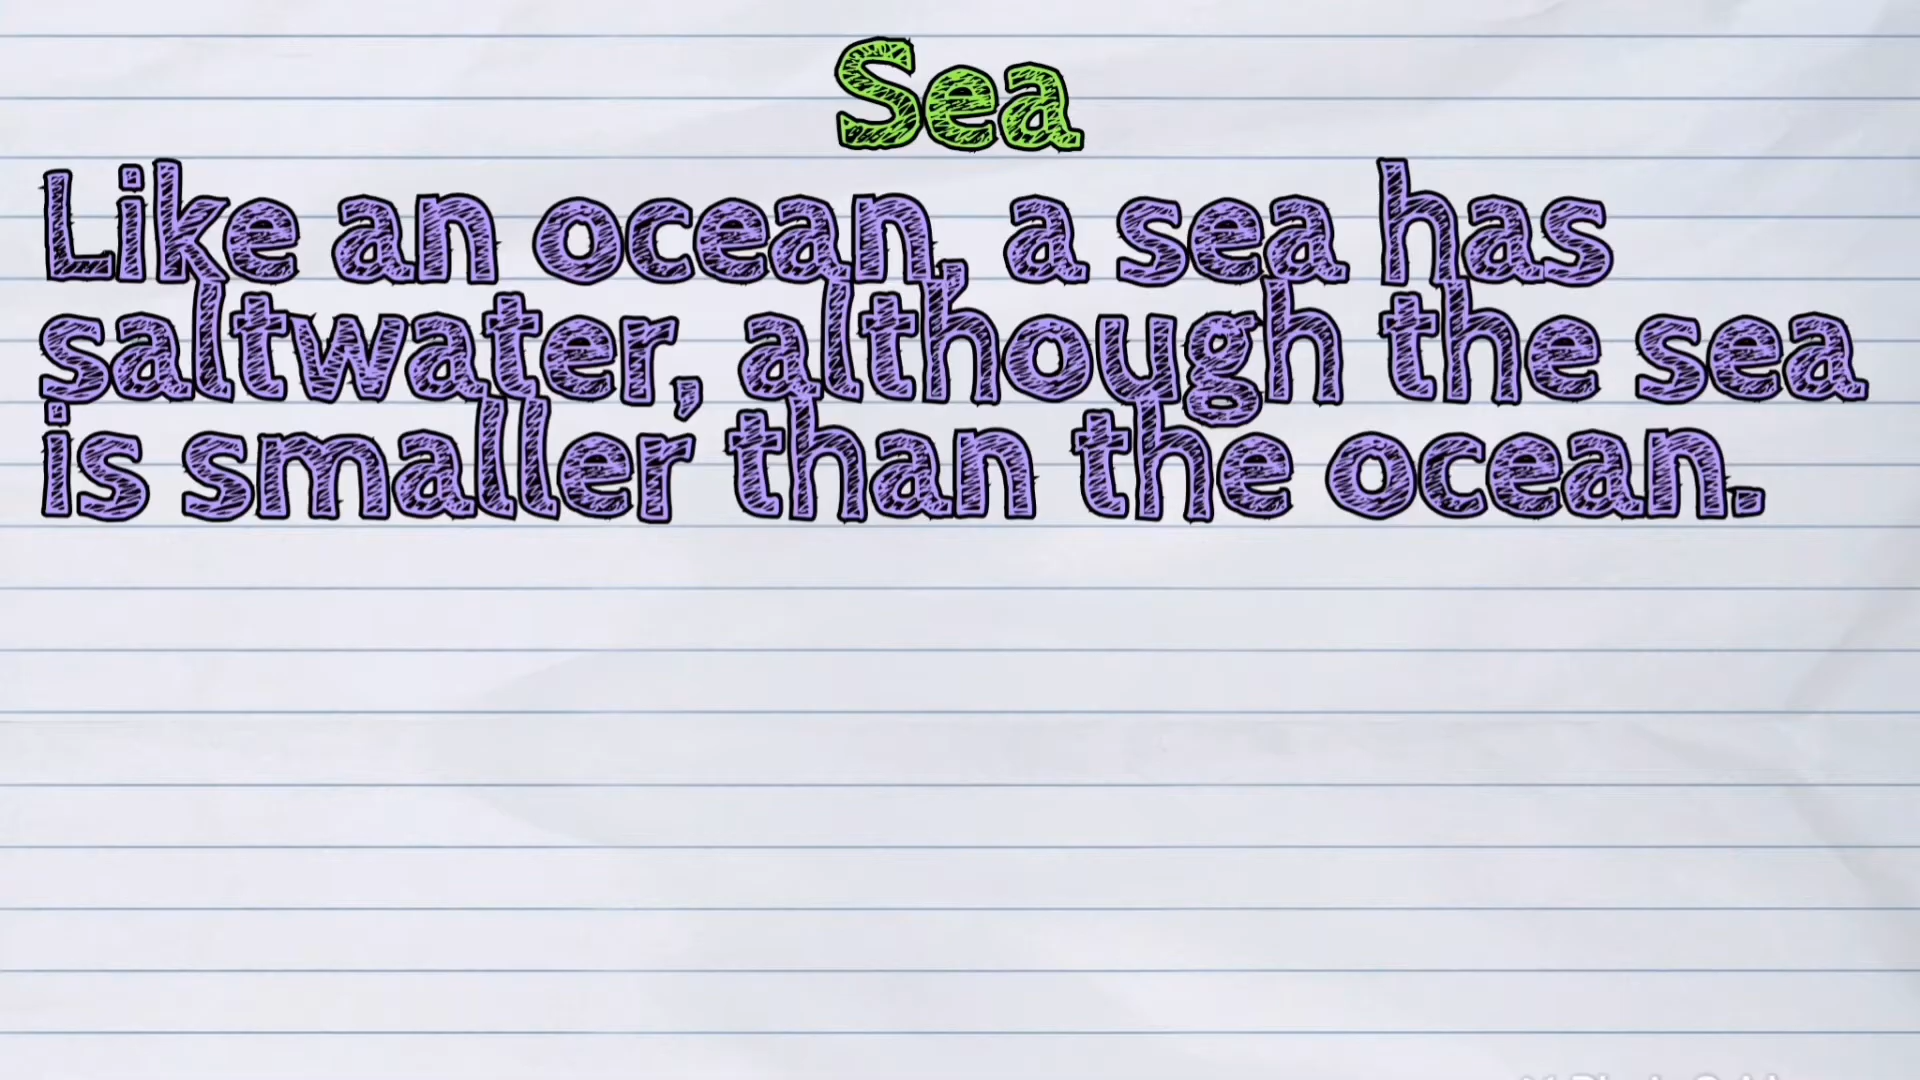 Sea
Like an ocean, a sea has
saltwater, although the sea
is smaller than the ocean.